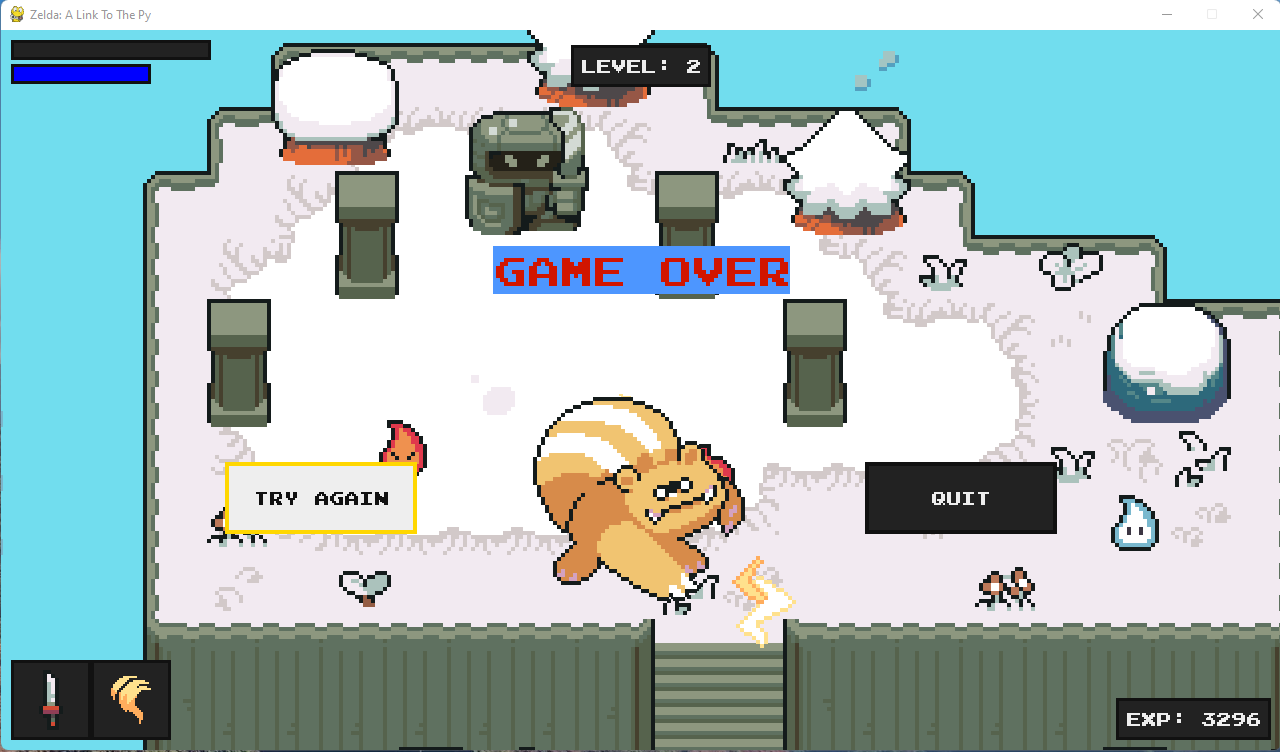 Zelda: A Link To The Py
LEVEL: 2
GAME OVER
TRY AGAIN
QUIT
EXP: 3296